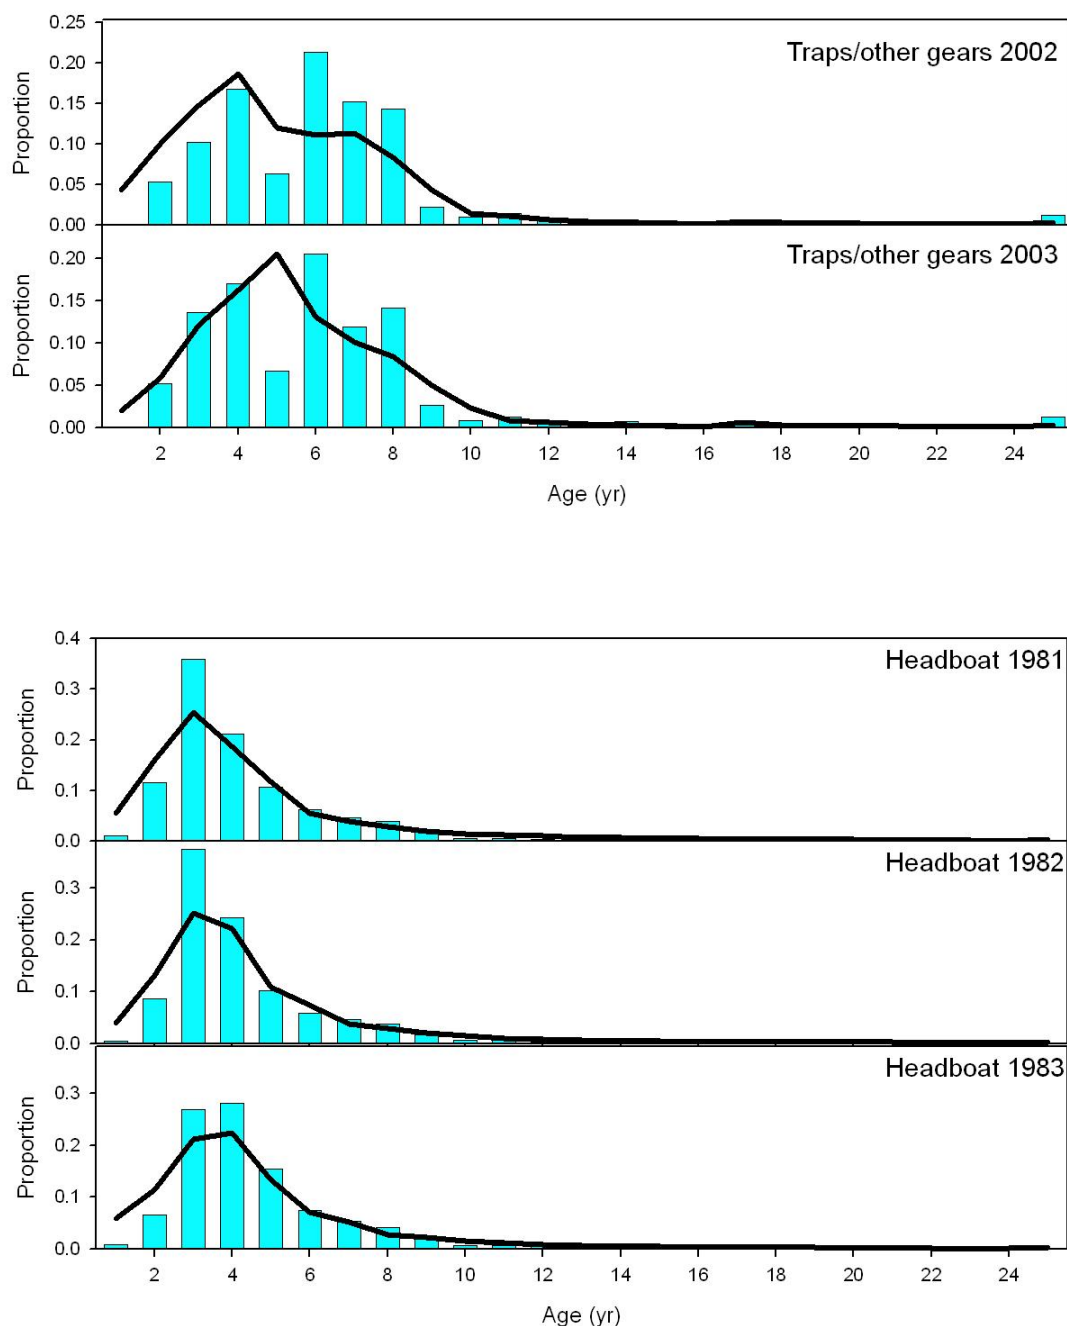 0.25
Traps/other gears 2002
0.20
0.15
0.10
0.05
0.00
Proportion
Traps/other gears 2003
0.20
0.15
0.10
0.05
0.00
Proportion
2 4 6 8 10 12 14 16 18 20 22 24
Age (yr)
0.4
Headboat 1981
0.3
0.2
0.1
0.0
Proportion
Headboat 1982
0.3
0.2
0.1
0.0
Proportion
Headboat 1983
0.3
0.2
0.1
0.0
Proportion
2 4 6 8 10 12 14 16 18 20 22 24
Age (yr)